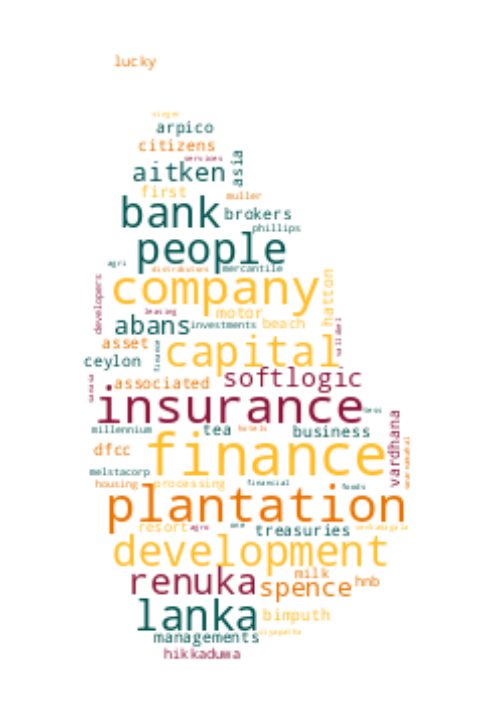 lucky
singer
arpico
citizens
services
aitken asia
first muller
bank brokers
phillips
people
agri distributors mercantile
company hatton
developers leasing motor
abans investments beach
asset finance capital
ceylon softlogic
associated
insurance
millennium tea hotels business vardhana
dfcc finance
melstacorp
housing processing financial foods
plantation
resort agro one treasuries
development
milk
renuka spence hnb
lanka bimputh
managements
hikkaduwa